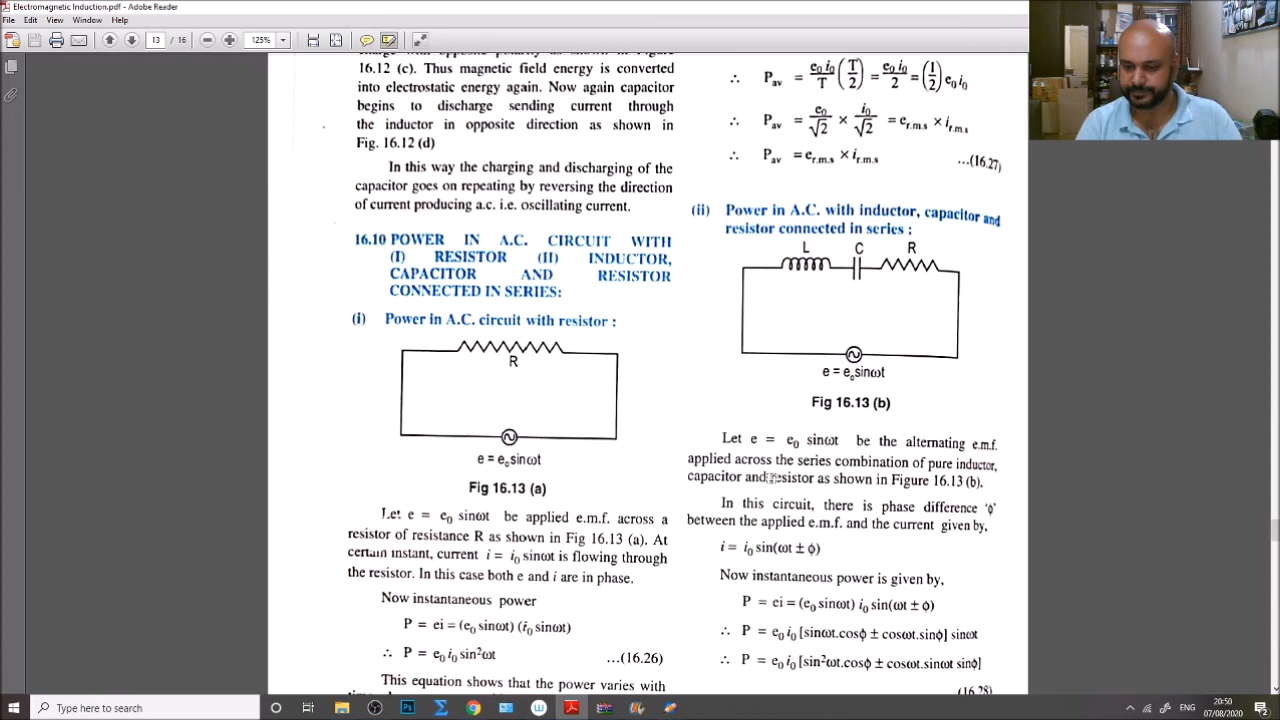 Electromagnetic Induction.pdf - Adobe Reader
File Edit View Window Help
13 / 16 125%
16.12 (c). Thus magnetic field energy is converted
into electrostatic energy again. Now again capacitor
begins to discharge sending current through
the inductor in opposite direction as shown in
Fig. 16.12 (d)
In this way the charging and discharging of the
capacitor goes on repeating by reversing the direction
of current producing a.c. i.e. oscillating current.
16.10 POWER IN A.C. CIRCUIT WITH
(I) RESISTOR (II) INDUCTOR,
CAPACITOR AND RESISTOR
CONNECTED IN SERIES:
(i) Power in A.C. circuit with resistor :
R
e = e₀sinωt
Fig 16.13 (a)
Let e = e₀ sinωt be applied e.m.f. across a
resistor of resistance R as shown in Fig 16.13 (a). At
certain instant, current i = i₀ sinωt is flowing through
the resistor. In this case both e and i are in phase.
Now instantaneous power
P = ei = (e₀ sinωt) (i₀ sinωt)
∴ P = e₀ i₀ sin²ωt ...(16.26)
This equation shows that the power varies with
∴ Pav = e₀ i₀/T (T/2) = e₀ i₀/2 = (1/2) e₀ i₀
∴ Pav = e₀/√2 × i₀/√2 = er.m.s × ir.m.s
∴ Pav = er.m.s × ir.m.s ...(16.27)
(ii) Power in A.C. with inductor, capacitor and
resistor connected in series :
L C R
e = e₀sinωt
Fig 16.13 (b)
Let e = e₀ sinωt be the alternating e.m.f.
applied across the series combination of pure inductor,
capacitor and resistor as shown in Figure 16.13 (b).
In this circuit, there is phase difference 'ϕ'
between the applied e.m.f. and the current given by,
i = i₀ sin(ωt ± ϕ)
Now instantaneous power is given by,
P = ei = (e₀ sinωt) i₀ sin(ωt ± ϕ)
∴ P = e₀ i₀ [sinωt.cosϕ ± cosωt.sinϕ] sinωt
∴ P = e₀ i₀ [sin²ωt.cosϕ ± cosωt.sinωt sinϕ]
(16.28)
Type here to search
ENG
20:50
07/08/2020
2